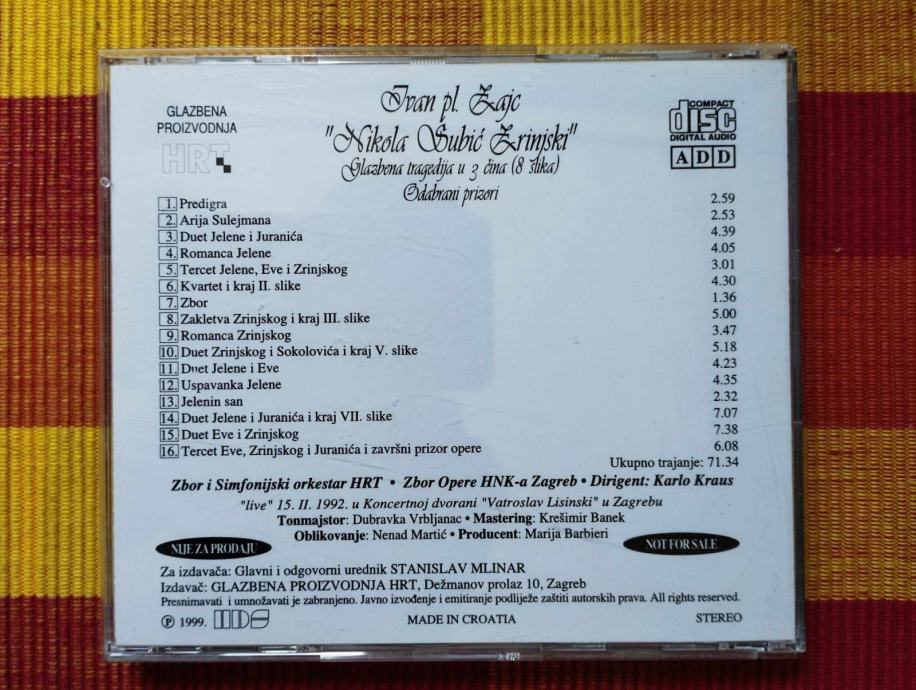 GLAZBENA
PROIZVODNJA
HRT
Ivan pl. Zajc
"Nikola Šubić Zrinjski"
Glazbena tragedija u 3 čina (8 slika)
Odabrani prizori
COMPACT
disc
DIGITAL AUDIO
ADD
1. Predigra 2.59
2. Arija Sulejmana 2.53
3. Duet Jelene i Juranića 4.39
4. Romanca Jelene 4.05
5. Tercet Jelene, Eve i Zrinjskog 3.01
6. Kvartet i kraj II. slike 4.30
7. Zbor 1.36
8. Zakletva Zrinjskog i kraj III. slike 5.00
9. Romanca Zrinjskog 3.47
10. Duet Zrinjskog i Sokolovića i kraj V. slike 5.18
11. Duet Jelene i Eve 4.23
12. Uspavanka Jelene 4.35
13. Jelenin san 2.32
14. Duet Jelene i Juranića i kraj VII. slike 7.07
15. Duet Eve i Zrinjskog 7.38
16. Tercet Eve, Zrinjskog i Juranića i završni prizor opere 6.08
Ukupno trajanje: 71.34
Zbor i Simfonijski orkestar HRT • Zbor Opere HNK-a Zagreb • Dirigent: Karlo Kraus
"live" 15. II. 1992. u Koncertnoj dvorani "Vatroslav Lisinski" u Zagrebu
Tonmajstor: Dubravka Vrbljanac • Mastering: Krešimir Banek
Oblikovanje: Nenad Martić • Producent: Marija Barbieri
NIJE ZA PRODAJU
NOT FOR SALE
Za izdavača: Glavni i odgovorni urednik STANISLAV MLINAR
Izdavač: GLAZBENA PROIZVODNJA HRT, Dežmanov prolaz 10, Zagreb
Presnimavati i umnožavati je zabranjeno. Javno izvođenje i emitiranje podliježe zaštiti autorskih prava. All rights reserved.
℗ 1999. MADE IN CROATIA STEREO